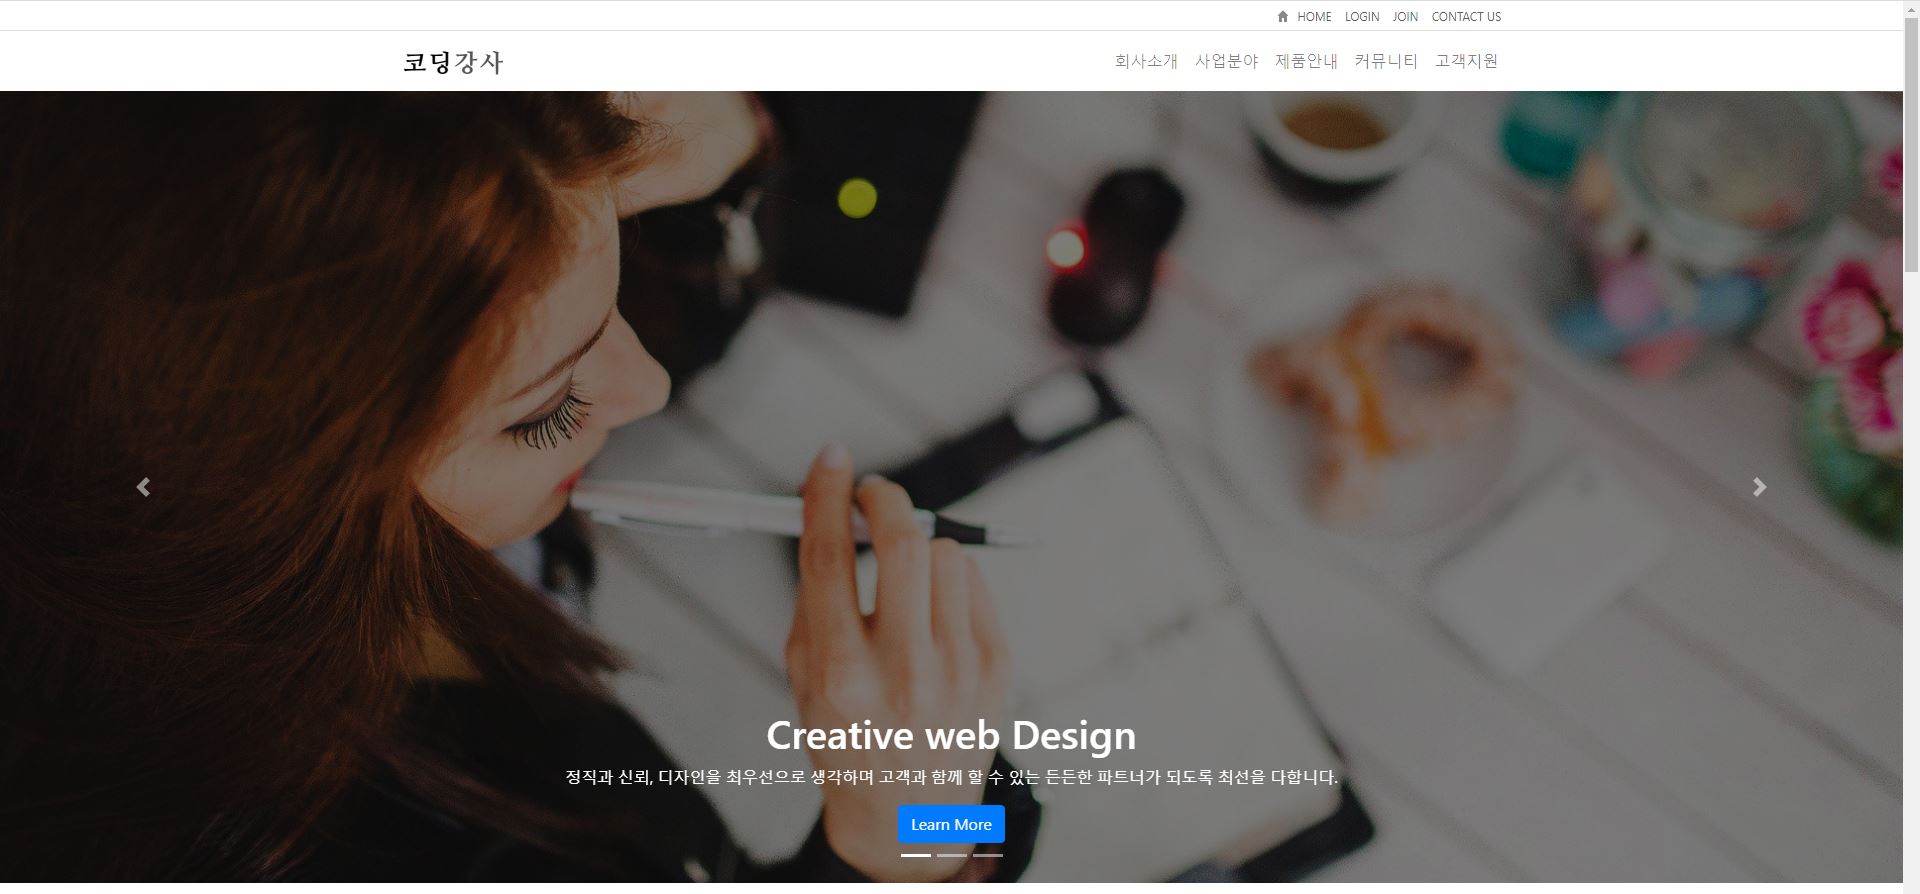 HOME LOGIN JOIN CONTACT US
코딩강사
회사소개 사업분야 제품안내 커뮤니티 고객지원
Creative web Design
정직과 신뢰, 디자인을 최우선으로 생각하며 고객과 함께 할 수 있는 든든한 파트너가 되도록 최선을 다합니다.
Learn More